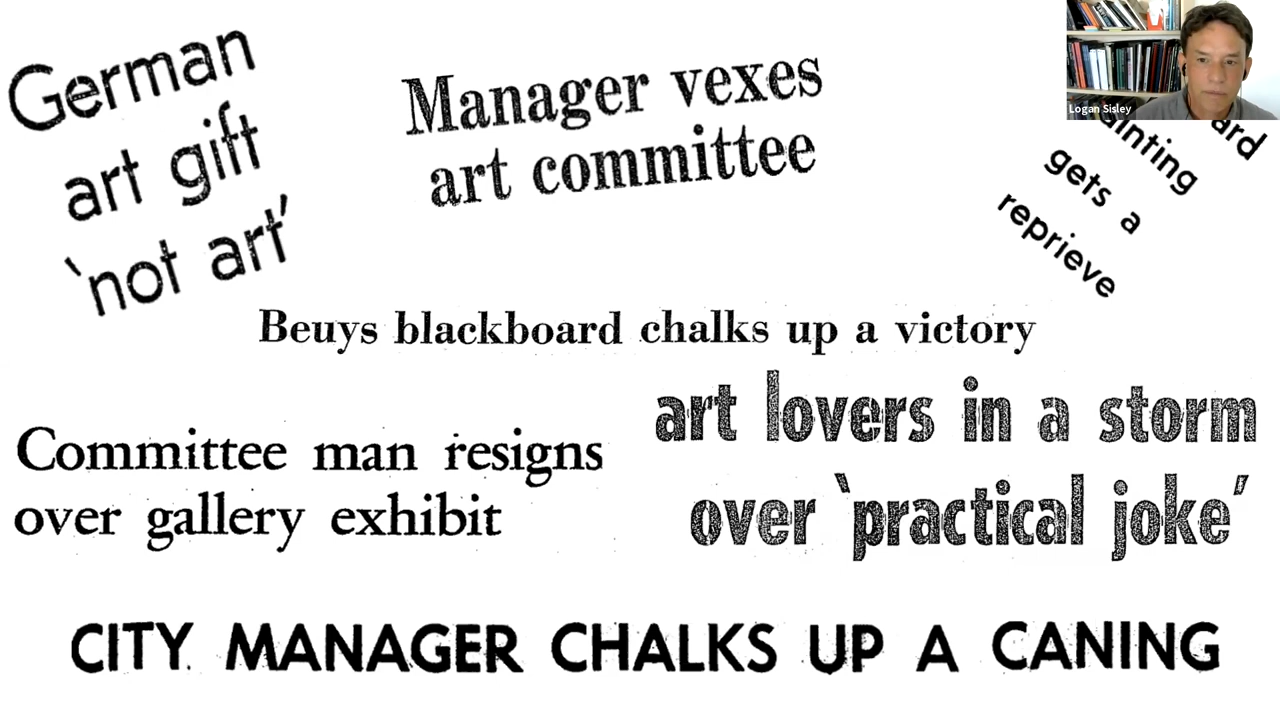 German
art gift
‘not art’
Manager vexes
art committee
Logan Sisley
gets a
reprieve
Beuys blackboard chalks up a victory
Committee man resigns
over gallery exhibit
art lovers in a storm
over ‘practical joke’
CITY MANAGER CHALKS UP A CANING